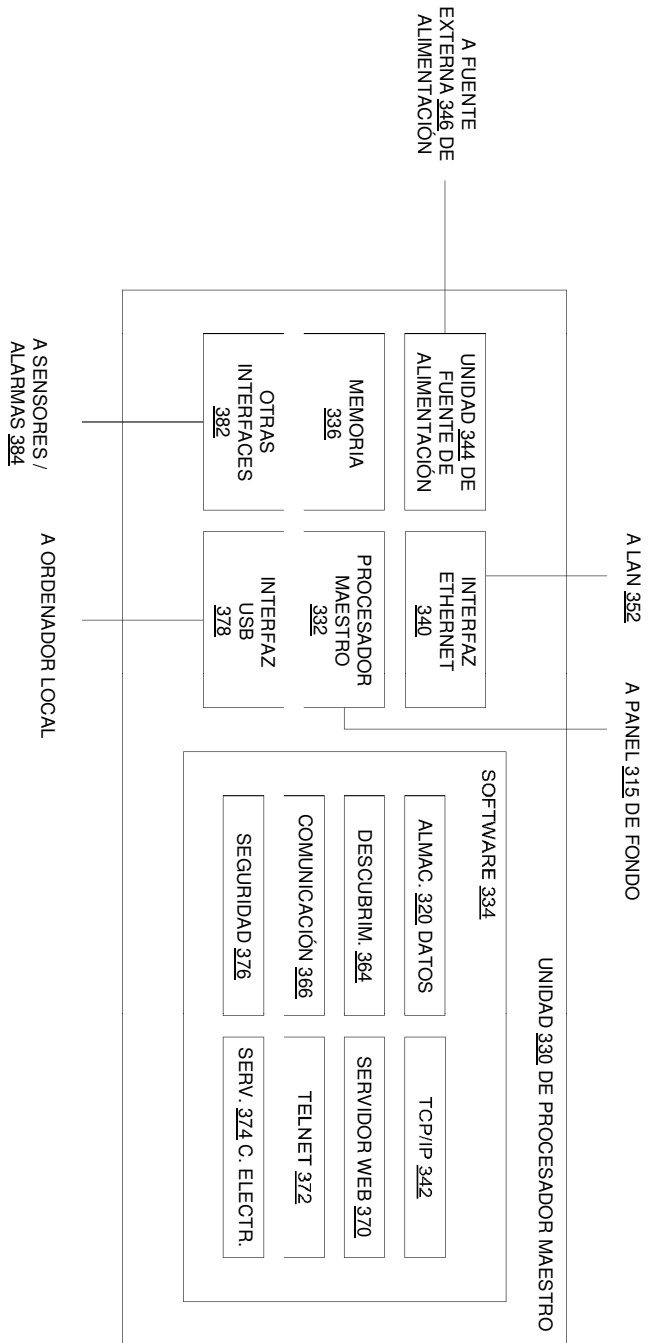 A LAN 352
A PANEL 315 DE FONDO
UNIDAD 330 DE PROCESADOR MAESTRO
A FUENTE
EXTERNA 346 DE
ALIMENTACIÓN
UNIDAD 344 DE
FUENTE DE
ALIMENTACIÓN
INTERFAZ
ETHERNET
340
MEMORIA
336
PROCESADOR
MAESTRO
332
OTRAS
INTERFACES
382
INTERFAZ
USB
378
SOFTWARE 334
ALMAC. 320 DATOS
TCP/IP 342
DESCUBRIM. 364
SERVIDOR WEB 370
COMUNICACIÓN 366
TELNET 372
SEGURIDAD 376
SERV. 374 C. ELECTR.
A SENSORES /
ALARMAS 384
A ORDENADOR LOCAL